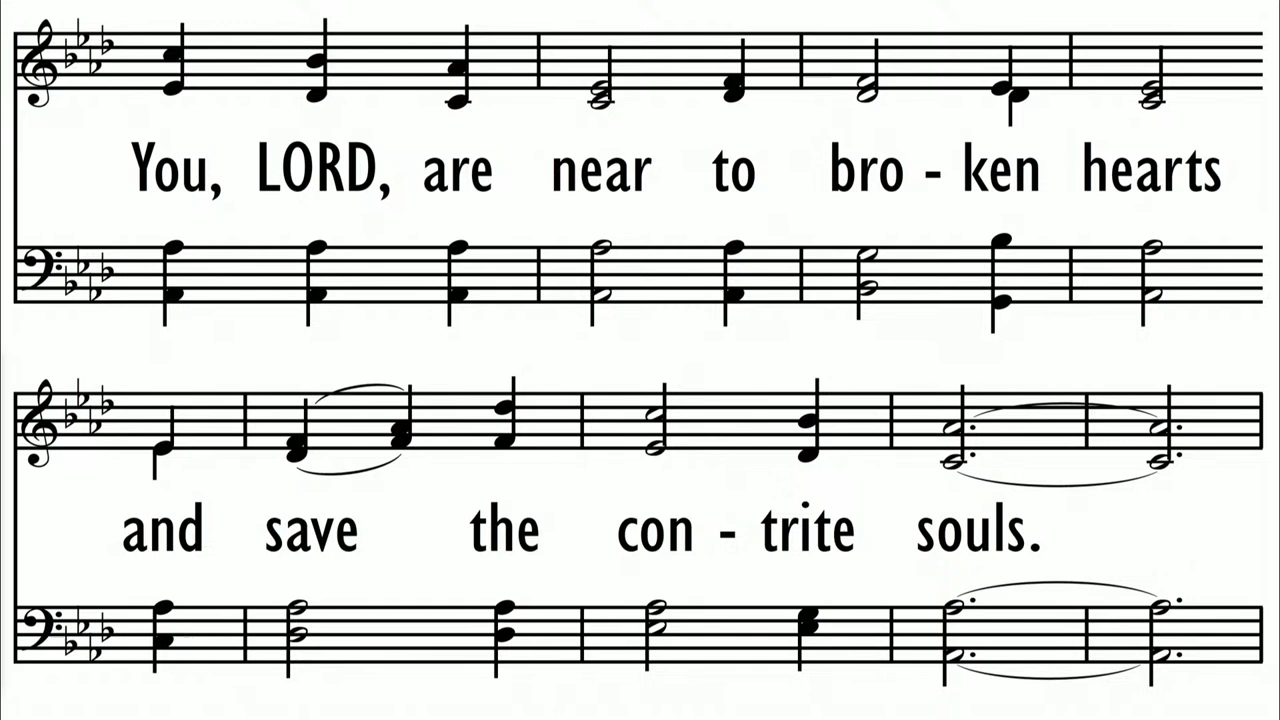 You, LORD, are near to bro - ken hearts
and save the con - trite souls.